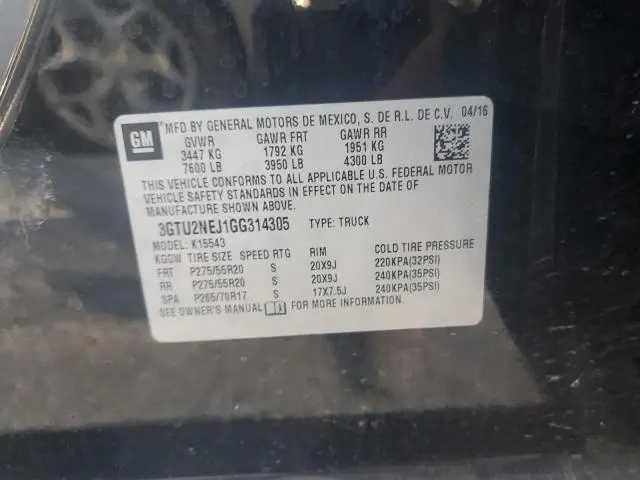 GM
MFD BY GENERAL MOTORS DE MEXICO, S. DE R.L. DE C.V. 04/16
GVWR GAWR FRT GAWR RR
3447 KG 1792 KG 1951 KG
7600 LB 3950 LB 4300 LB
THIS VEHICLE CONFORMS TO ALL APPLICABLE U.S. FEDERAL MOTOR
VEHICLE SAFETY STANDARDS IN EFFECT ON THE DATE OF
MANUFACTURE SHOWN ABOVE.
3GTU2NEJ1GG314305 TYPE: TRUCK
MODEL: K15543
KGGW TIRE SIZE SPEED RTG RIM COLD TIRE PRESSURE
FRT P275/55R20 S 20X9J 220KPA(32PSI)
RR P275/55R20 S 20X9J 240KPA(35PSI)
SPA P265/70R17 S 17X7.5J 240KPA(35PSI)
SEE OWNER'S MANUAL FOR MORE INFORMATION